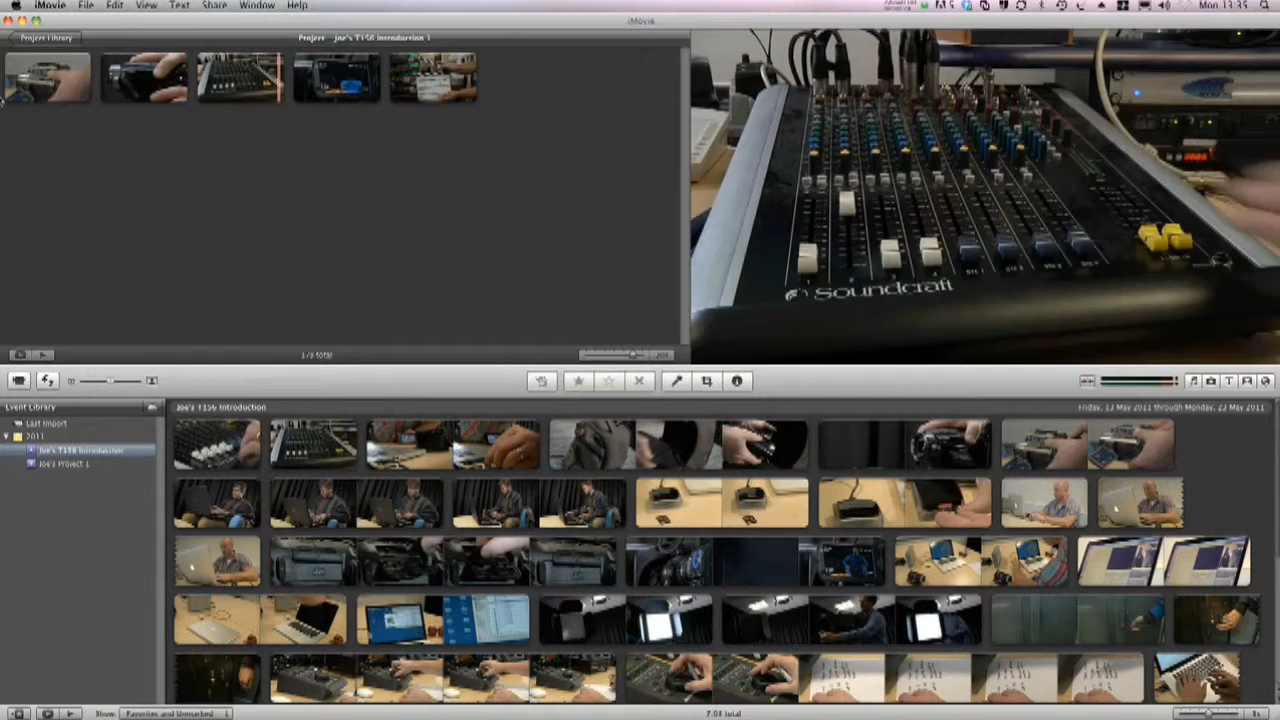 iMovie File Edit View Text Share Window Help
Mon 13:35
iMovie
Project Library
Project - Joe's T156 Introduction 1
Soundcraft
Event Library
Joe's T156 Introduction
Friday, 13 May 2011 through Monday, 23 May 2011
Last Import
2011
Joe's T156 Introduction
Joe's Project 1
Show: Favorites and Unmarked
7:08 total